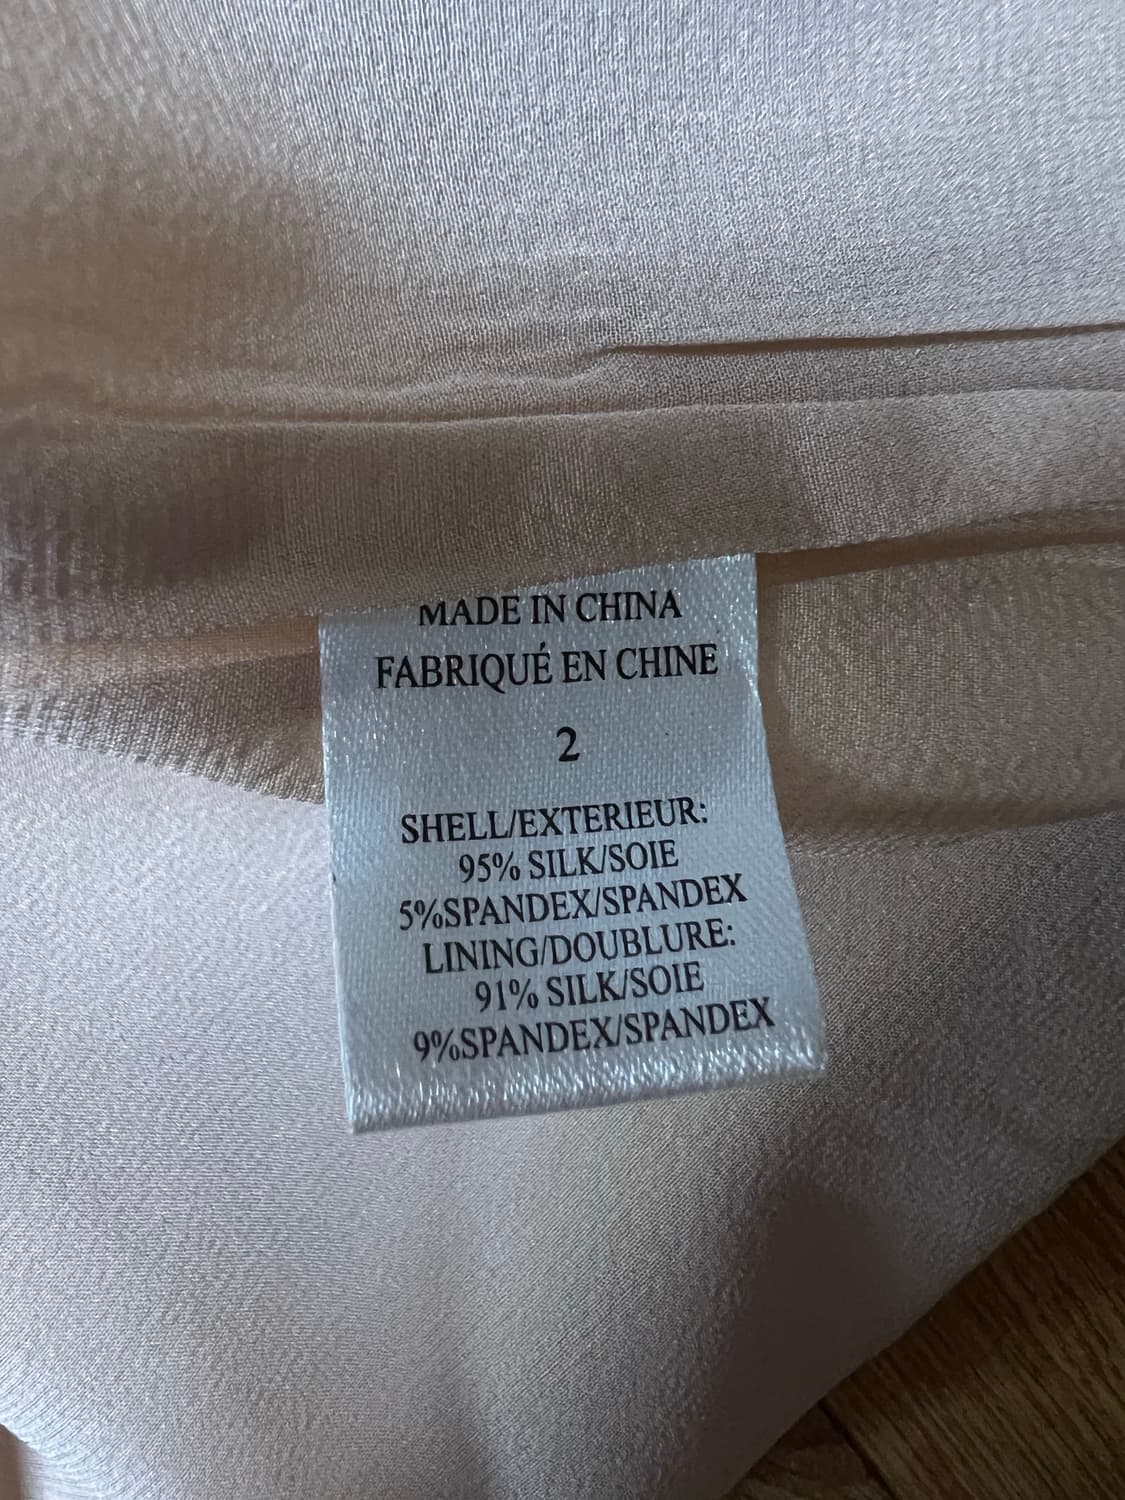 MADE IN CHINA
FABRIQUÉ EN CHINE
2
SHELL/EXTERIEUR:
95% SILK/SOIE
5%SPANDEX/SPANDEX
LINING/DOUBLURE:
91% SILK/SOIE
9%SPANDEX/SPANDEX